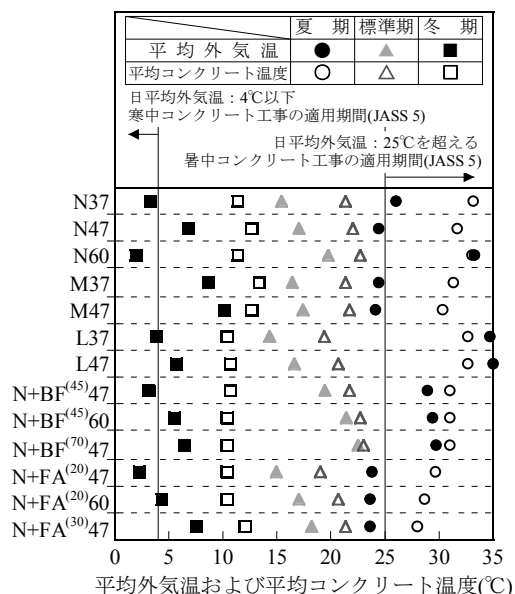 夏 期 標準期 冬 期
平 均 外 気 温 ● ▲ ■
平均コンクリート温度 ○ △ □
日平均外気温：4℃以下
寒中コンクリート工事の適用期間(JASS 5)
日平均外気温：25℃を超える
暑中コンクリート工事の適用期間(JASS 5)
N37
N47
N60
M37
M47
L37
L47
N+BF(45)47
N+BF(45)60
N+BF(70)47
N+FA(20)47
N+FA(20)60
N+FA(30)47
0 5 10 15 20 25 30 35
平均外気温および平均コンクリート温度(℃)